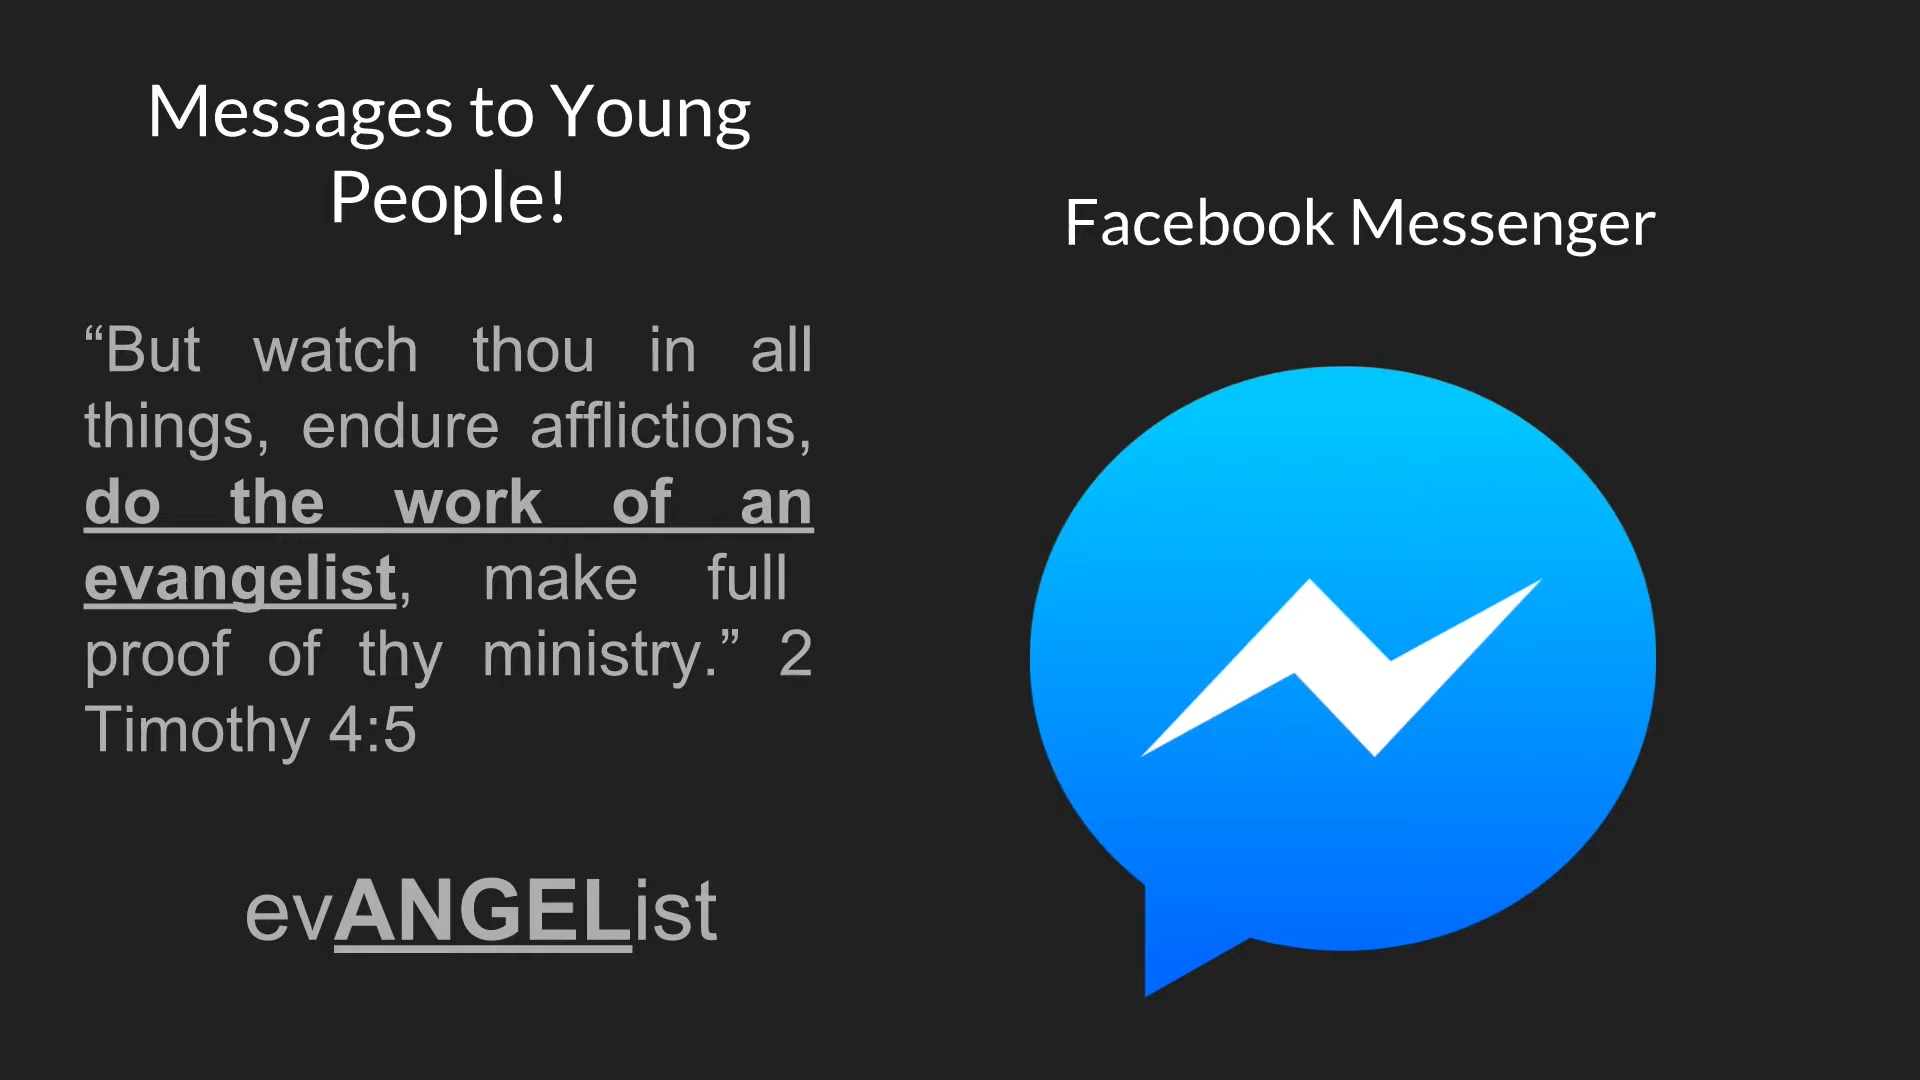 Messages to Young
People!
“But watch thou in all
things, endure afflictions,
do the work of an
evangelist, make full
proof of thy ministry.” 2
Timothy 4:5
evANGEList
Facebook Messenger